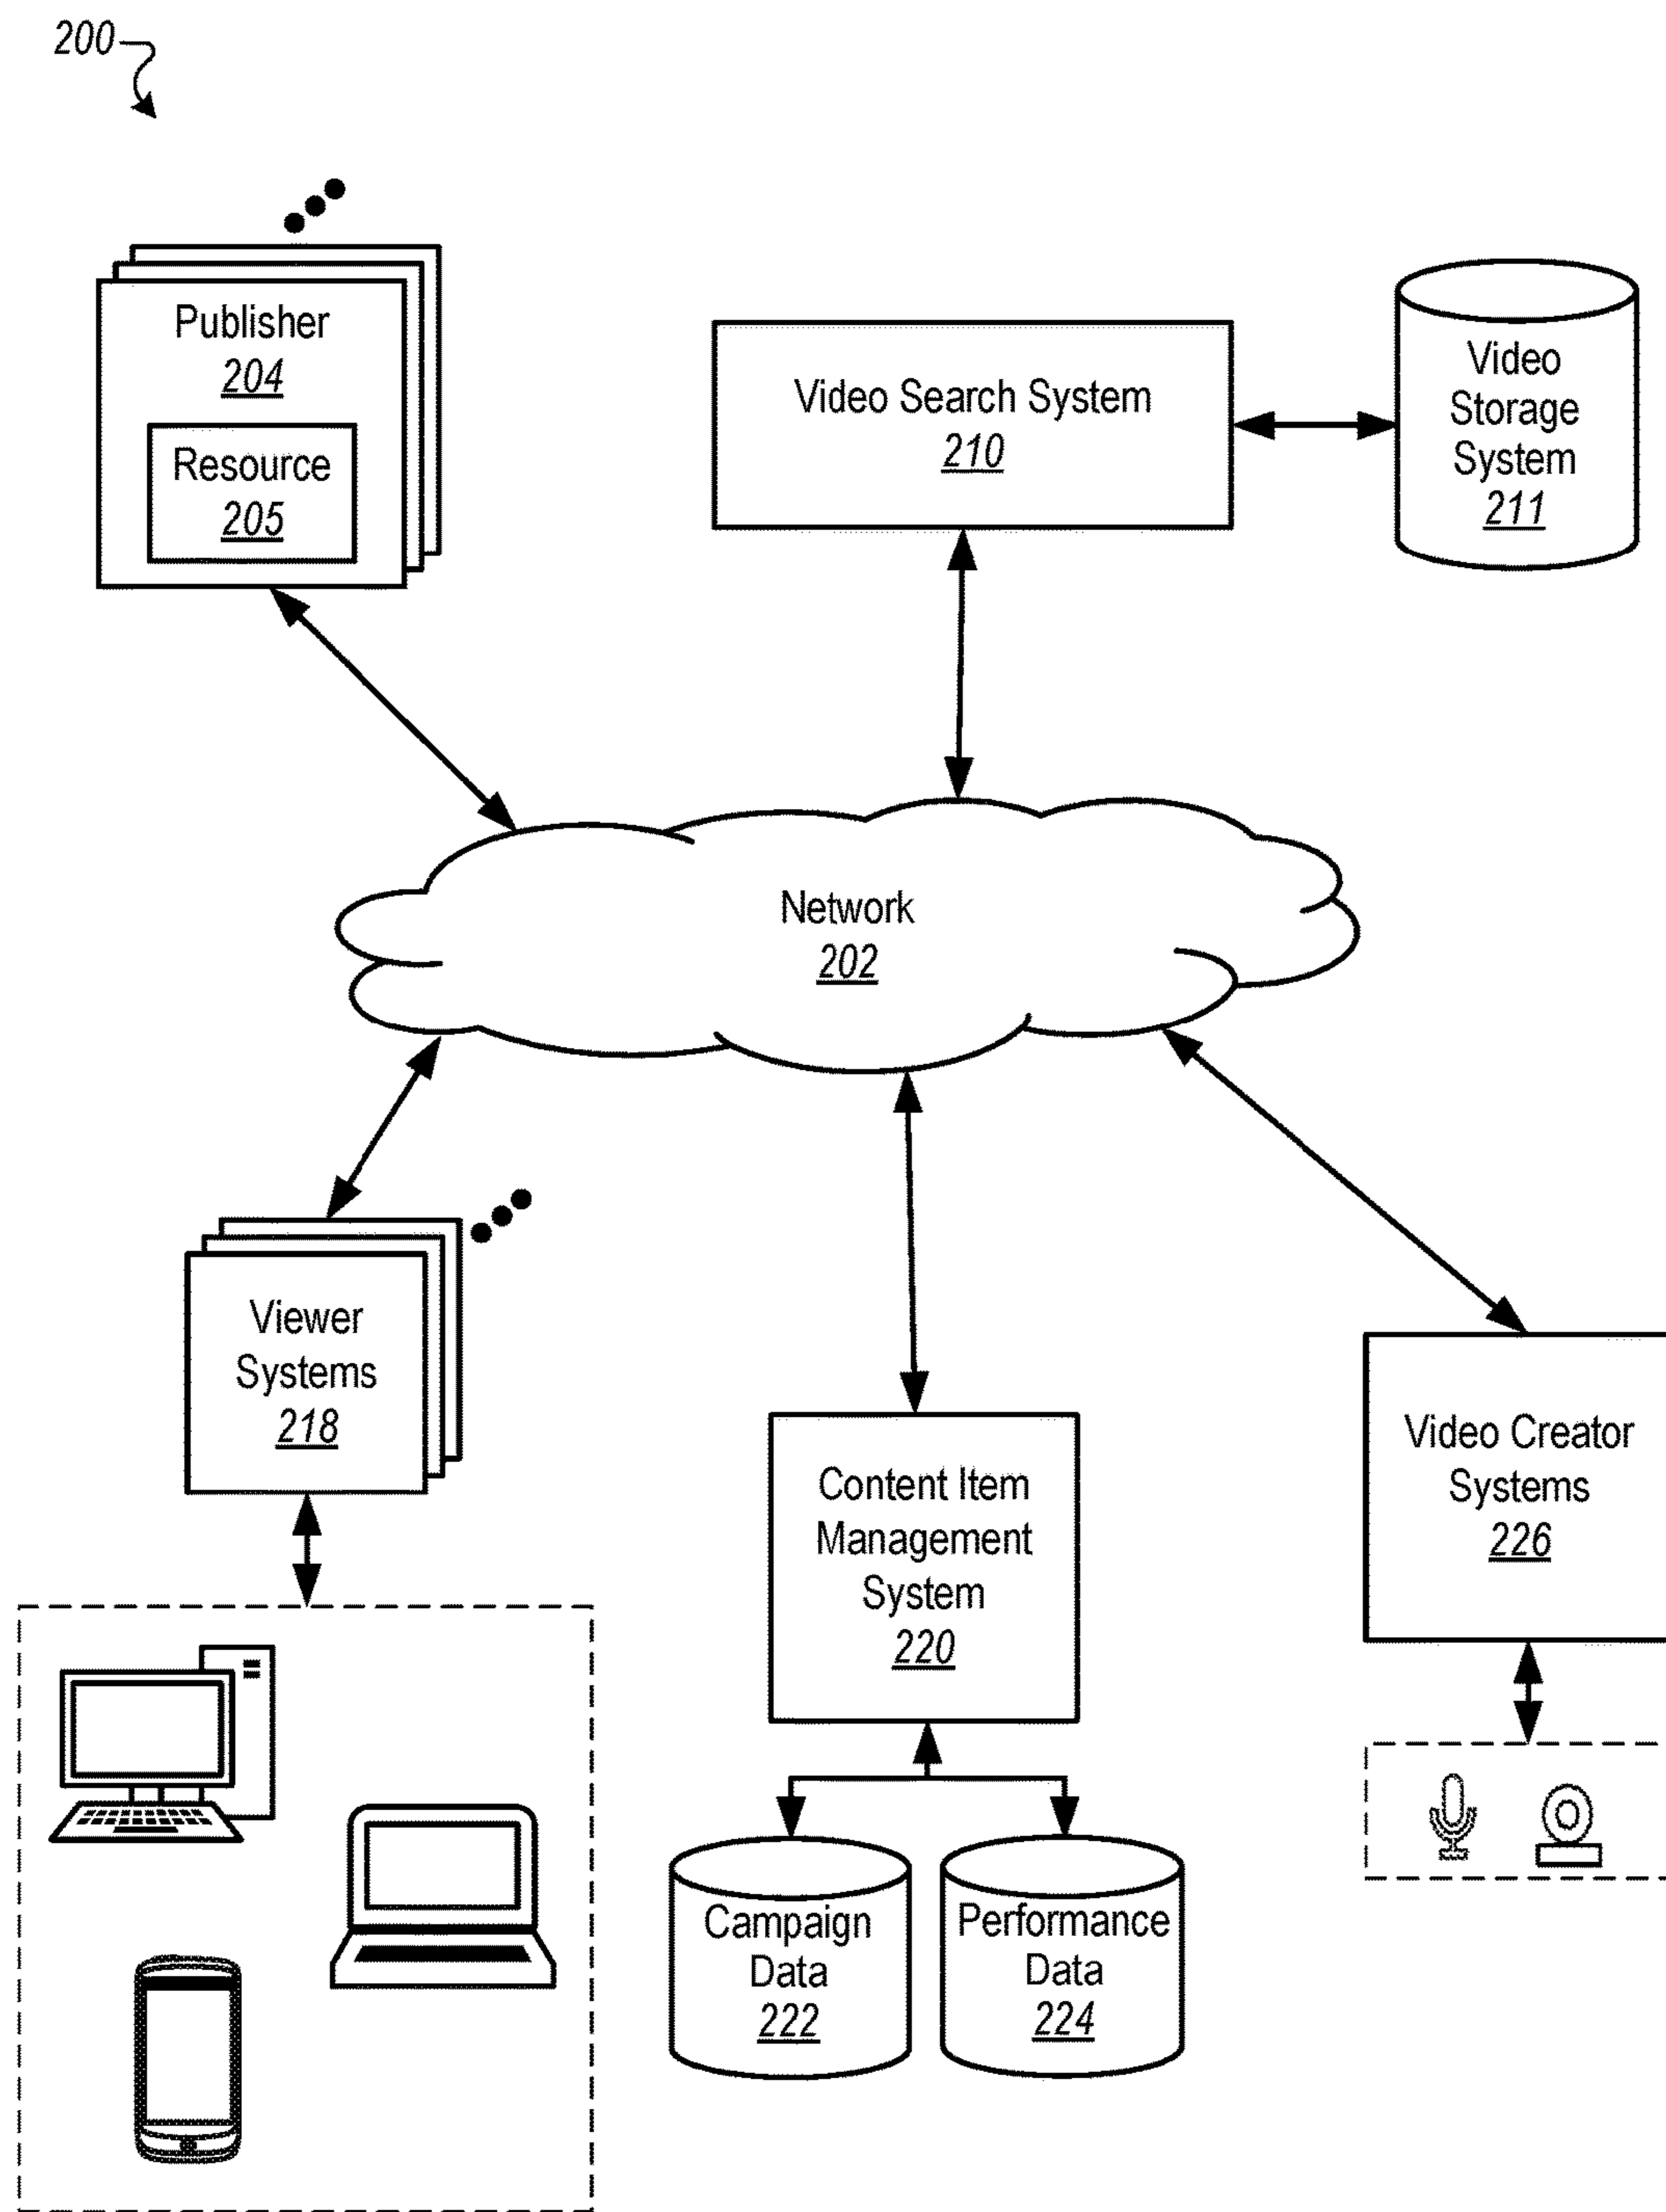 200
Publisher
204
Resource
205
Video Search System
210
Video
Storage
System
211
Network
202
Viewer
Systems
218
Content Item
Management
System
220
Video Creator
Systems
226
Campaign
Data
222
Performance
Data
224